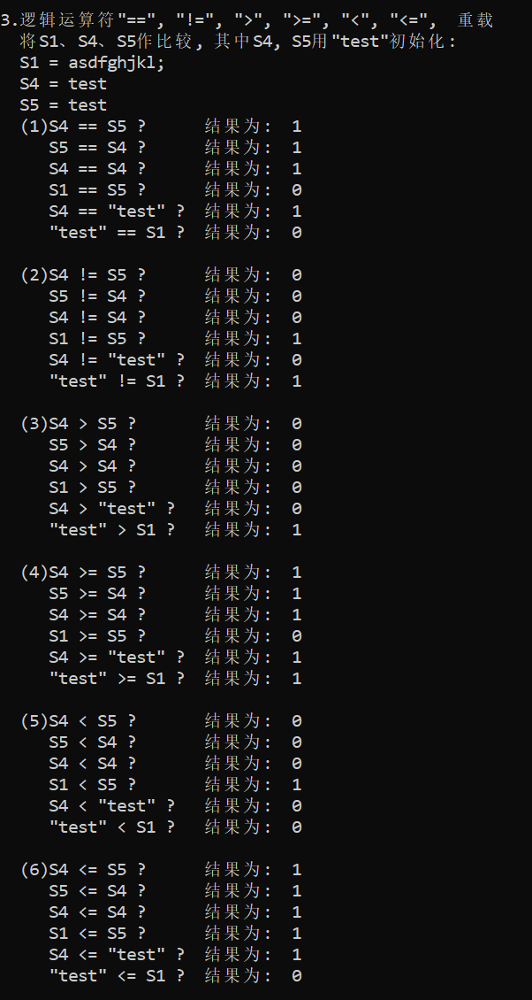 3.逻辑运算符"==", "!=", ">", ">=", "<", "<=", 重载
将S1、S4、S5作比较, 其中S4, S5用"test"初始化:
S1 = asdfghjkl;
S4 = test
S5 = test
(1)S4 == S5 ? 结果为: 1
S5 == S4 ? 结果为: 1
S4 == S4 ? 结果为: 1
S1 == S5 ? 结果为: 0
S4 == "test" ? 结果为: 1
"test" == S1 ? 结果为: 0
(2)S4 != S5 ? 结果为: 0
S5 != S4 ? 结果为: 0
S4 != S4 ? 结果为: 0
S1 != S5 ? 结果为: 1
S4 != "test" ? 结果为: 0
"test" != S1 ? 结果为: 1
(3)S4 > S5 ? 结果为: 0
S5 > S4 ? 结果为: 0
S4 > S4 ? 结果为: 0
S1 > S5 ? 结果为: 0
S4 > "test" ? 结果为: 0
"test" > S1 ? 结果为: 1
(4)S4 >= S5 ? 结果为: 1
S5 >= S4 ? 结果为: 1
S4 >= S4 ? 结果为: 1
S1 >= S5 ? 结果为: 0
S4 >= "test" ? 结果为: 1
"test" >= S1 ? 结果为: 1
(5)S4 < S5 ? 结果为: 0
S5 < S4 ? 结果为: 0
S4 < S4 ? 结果为: 0
S1 < S5 ? 结果为: 1
S4 < "test" ? 结果为: 0
"test" < S1 ? 结果为: 0
(6)S4 <= S5 ? 结果为: 1
S5 <= S4 ? 结果为: 1
S4 <= S4 ? 结果为: 1
S1 <= S5 ? 结果为: 1
S4 <= "test" ? 结果为: 1
"test" <= S1 ? 结果为: 0